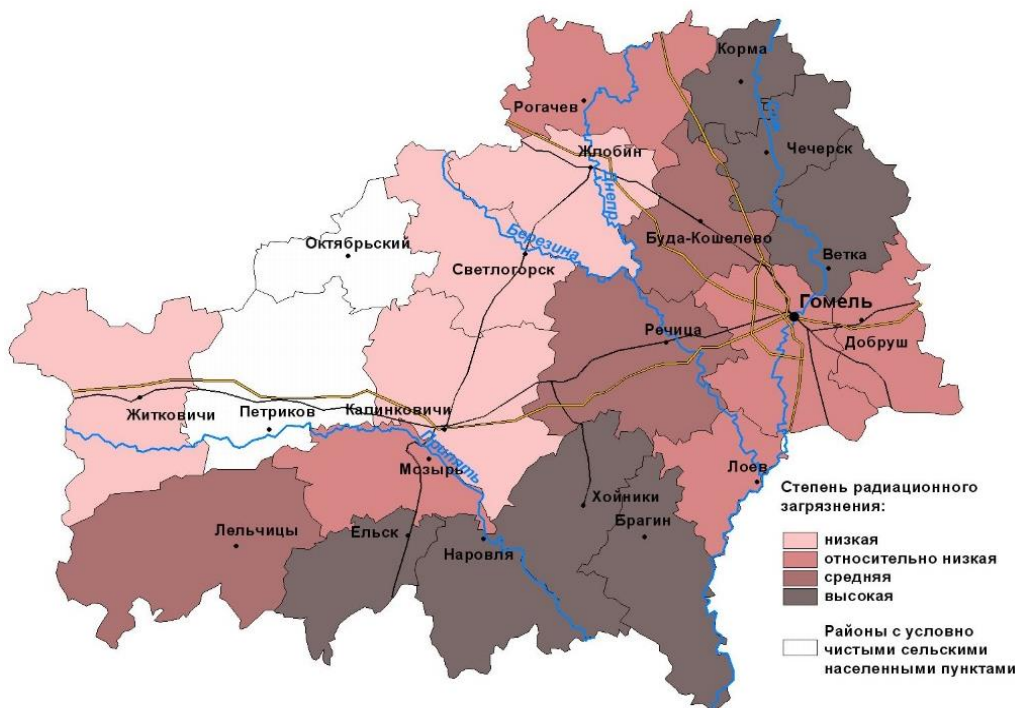 Корма
Рогачев
Сож
Чечерск
Жлобин
Днепр
Октябрьский
Березина
Буда-Кошелево
Светлогорск
Ветка
Гомель
Речица
Добруш
Житковичи
Петриков
Калинковичи
Припять
Мозырь
Лоев
Хойники
Лельчицы
Ельск
Брагин
Наровля
Степень радиационного
загрязнения:
низкая
относительно низкая
средняя
высокая
Районы с условно
чистыми сельскими
населенными пунктами